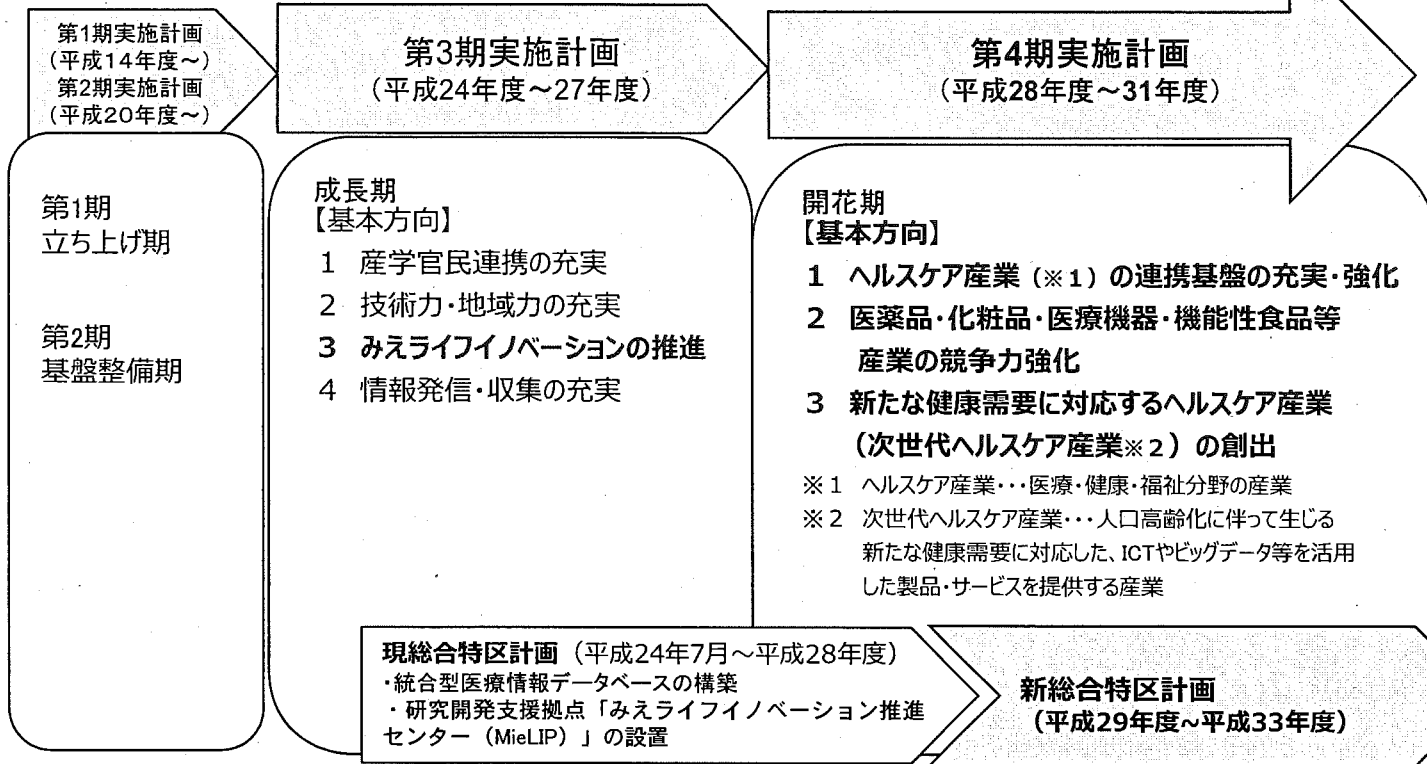 第1期実施計画
(平成14年度～)
第2期実施計画
(平成20年度～)
第3期実施計画
(平成24年度～27年度)
第4期実施計画
(平成28年度～31年度)
第1期
立ち上げ期
第2期
基盤整備期
成長期
【基本方向】
1 産学官民連携の充実
2 技術力・地域力の充実
3 みえライフイノベーションの推進
4 情報発信・収集の充実
開花期
【基本方向】
1 ヘルスケア産業(※1)の連携基盤の充実・強化
2 医薬品・化粧品・医療機器・機能性食品等
産業の競争力強化
3 新たな健康需要に対応するヘルスケア産業
(次世代ヘルスケア産業※2)の創出
※1 ヘルスケア産業・・・医療・健康・福祉分野の産業
※2 次世代ヘルスケア産業・・・人口高齢化に伴って生じる
新たな健康需要に対応した、ICTやビッグデータ等を活用
した製品・サービスを提供する産業
現総合特区計画(平成24年7月～平成28年度)
・統合型医療情報データベースの構築
・研究開発支援拠点「みえライフイノベーション推進
センター(MieLIP)」の設置
新総合特区計画
(平成29年度～平成33年度)